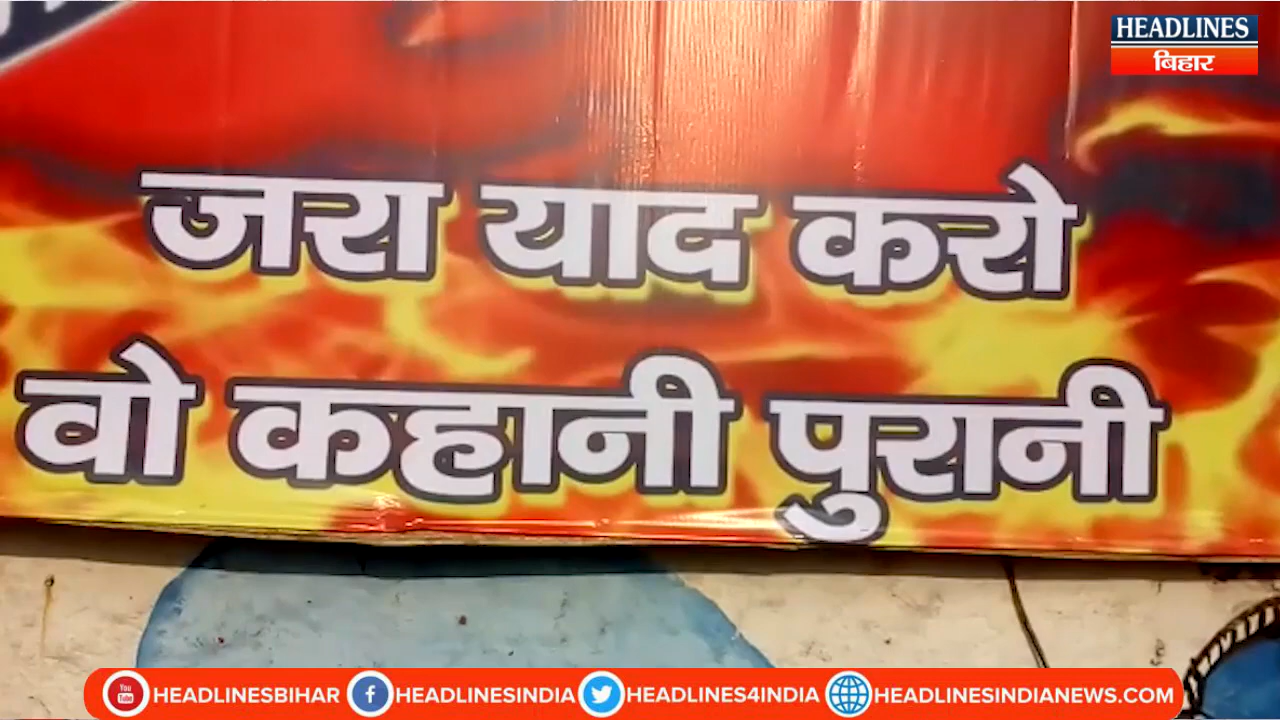 HEADLINES
बिहार
जरा याद करो
वो कहानी पुरानी
HEADLINESBIHAR HEADLINESINDIA HEADLINES4INDIA HEADLINESINDIANEWS.COM